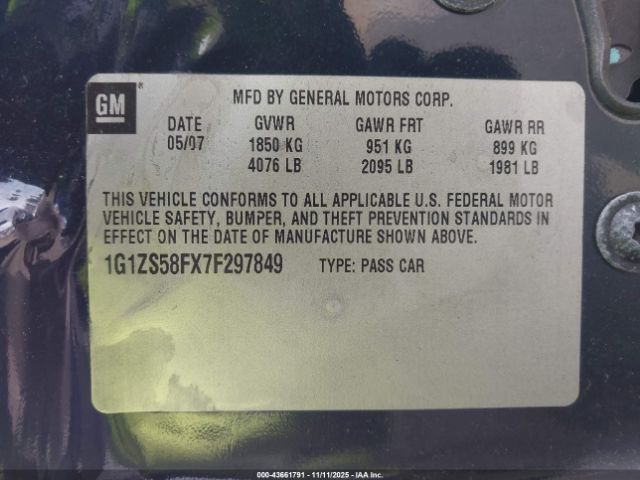 GM ®
MFD BY GENERAL MOTORS CORP.
DATE GVWR GAWR FRT GAWR RR
05/07 1850 KG 951 KG 899 KG
4076 LB 2095 LB 1981 LB
THIS VEHICLE CONFORMS TO ALL APPLICABLE U.S. FEDERAL MOTOR
VEHICLE SAFETY, BUMPER, AND THEFT PREVENTION STANDARDS IN
EFFECT ON THE DATE OF MANUFACTURE SHOWN ABOVE.
1G1ZS58FX7F297849 TYPE: PASS CAR
000-43661791 - 11/11/2025 - IAA Inc. All Rights Reserved